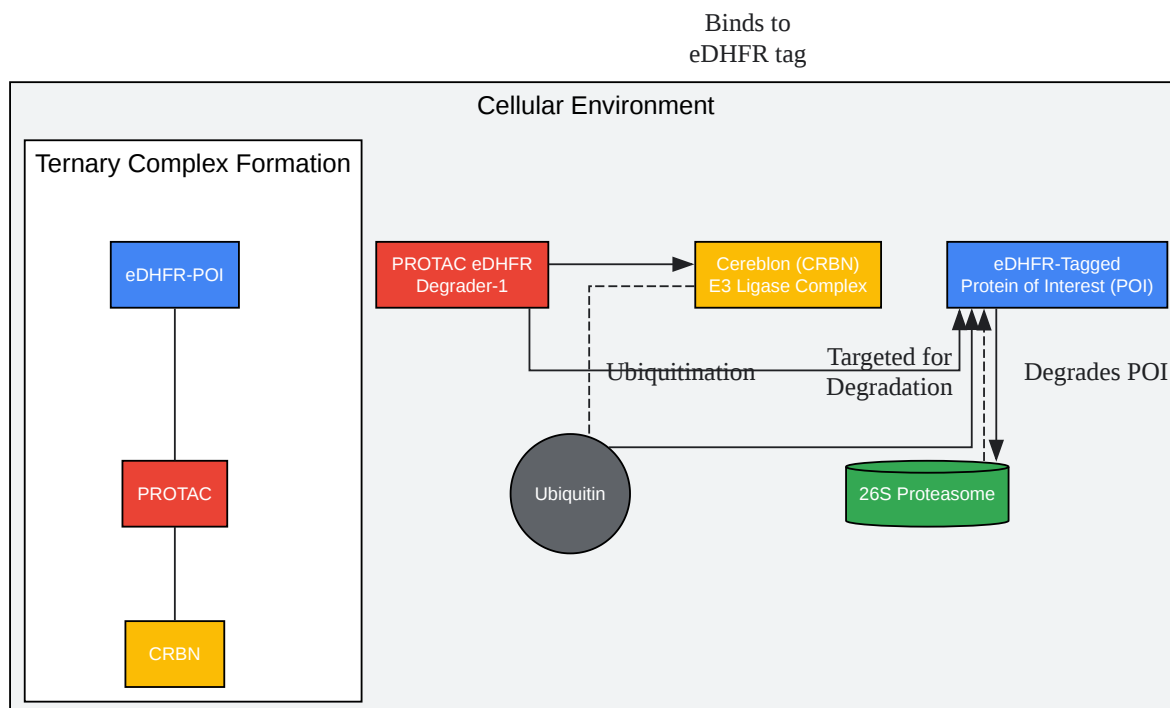 Binds to
eDHFR tag
Cellular Environment
Ternary Complex Formation
eDHFR-POI
PROTAC eDHFR
Degrader-1
Cereblon (CRBN)
E3 Ligase Complex
eDHFR-Tagged
Protein of Interest (POI)
Ubiquitination
Targeted for
Degradation
Degrades POI
PROTAC
Ubiquitin
26S Proteasome
CRBN